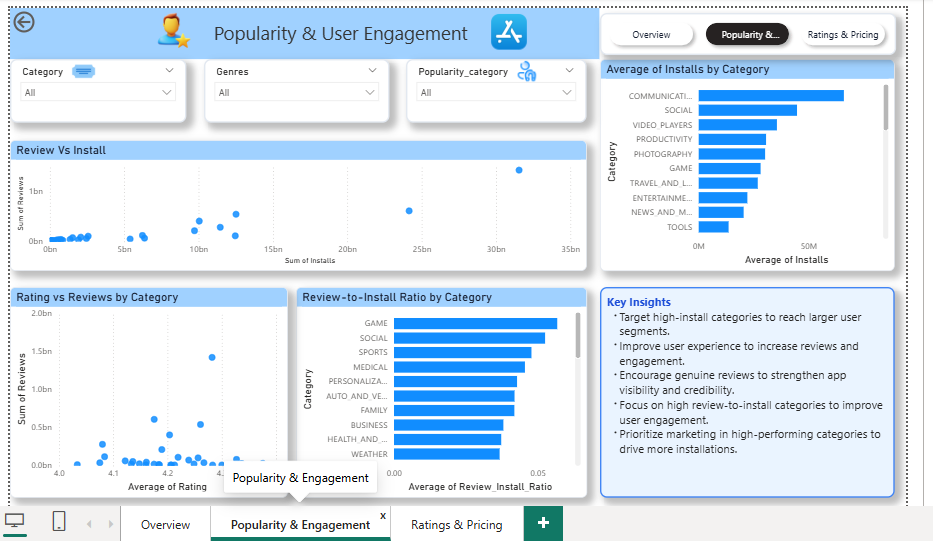 Popularity & User Engagement
Overview
Popularity &...
Ratings & Pricing
Category
All
Genres
All
Popularity_category
All
Review Vs Install
Sum of Reviews
1bn
0bn
0bn 5bn 10bn 15bn 20bn 25bn 30bn 35bn
Sum of Installs
Average of Installs by Category
Category
COMMUNICATI...
SOCIAL
VIDEO_PLAYERS
PRODUCTIVITY
PHOTOGRAPHY
GAME
TRAVEL_AND_L...
ENTERTAINME...
NEWS_AND_M...
TOOLS
0M 50M
Average of Installs
Rating vs Reviews by Category
Sum of Reviews
2.0bn
1.5bn
1.0bn
0.5bn
0.0bn
4.0 4.1 4.2
Average of Rating
Review-to-Install Ratio by Category
Category
GAME
SOCIAL
SPORTS
MEDICAL
PERSONALIZA...
AUTO_AND_VE...
FAMILY
BUSINESS
HEALTH_AND_...
WEATHER
0.00 0.05
Average of Review_Install_Ratio
Key Insights
• Target high-install categories to reach larger user
segments.
• Improve user experience to increase reviews and
engagement.
• Encourage genuine reviews to strengthen app
visibility and credibility.
• Focus on high review-to-install categories to improve
user engagement.
• Prioritize marketing in high-performing categories to
drive more installations.
Popularity & Engagement
Overview
Popularity & Engagement x
Ratings & Pricing
+